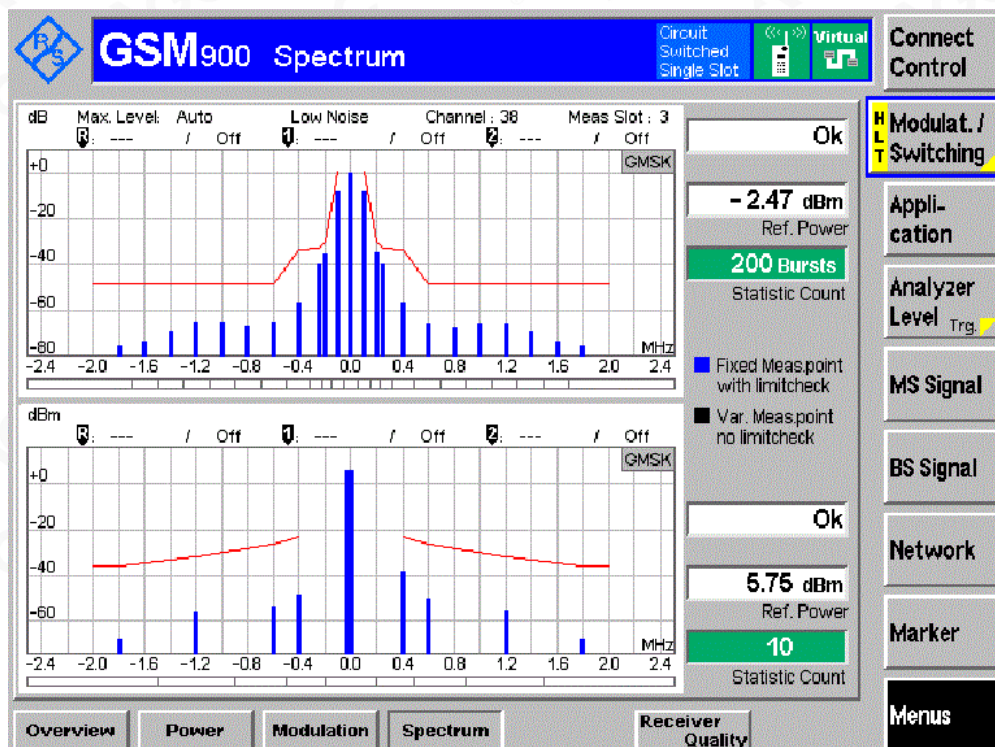 R/S
GSM900 Spectrum
Circuit
Switched
Single Slot
Virtual
Connect
Control
dB Max. Level: Auto Low Noise Channel : 38 Meas Slot : 3
R: --- / Off 1: --- / Off 2: --- / Off
GMSK
+0
-20
-40
-60
-80
MHz
-2.4 -2.0 -1.6 -1.2 -0.8 -0.4 0.0 0.4 0.8 1.2 1.6 2.0 2.4
Ok
- 2.47 dBm
Ref. Power
200 Bursts
Statistic Count
Fixed Meas.point
with limitcheck
Var. Meas.point
no limitcheck
dBm
R: --- / Off 1: --- / Off 2: --- / Off
GMSK
+0
-20
-40
-60
MHz
-2.4 -2.0 -1.6 -1.2 -0.8 -0.4 0.0 0.4 0.8 1.2 1.6 2.0 2.4
Ok
5.75 dBm
Ref. Power
10
Statistic Count
HLT
Modulat. /
Switching
Appli-
cation
Analyzer
Level Trg.
MS Signal
BS Signal
Network
Marker
Menus
Overview
Power
Modulation
Spectrum
Receiver
Quality